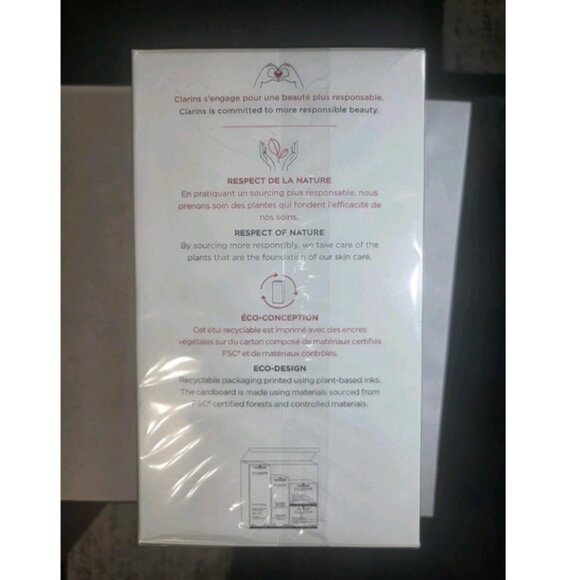 Clarins s'engage pour une beauté plus responsable.
Clarins is committed to more responsible beauty.
RESPECT DE LA NATURE
En pratiquant un sourcing plus responsable, nous
prenons soin des plantes qui fondent l'efficacité de
nos soins.
RESPECT OF NATURE
By sourcing more responsibly, we take care of the
plants that are the foundation of our skin care.
ÉCO-CONCEPTION
Cet étui recyclable est imprimé avec des encres
végétales sur du carton composé de matériaux certifiés
FSC® et de matériaux contrôlés.
ECO-DESIGN
Recyclable packaging printed using plant-based inks.
The cardboard is made using materials sourced from
FSC® certified forests and controlled materials.